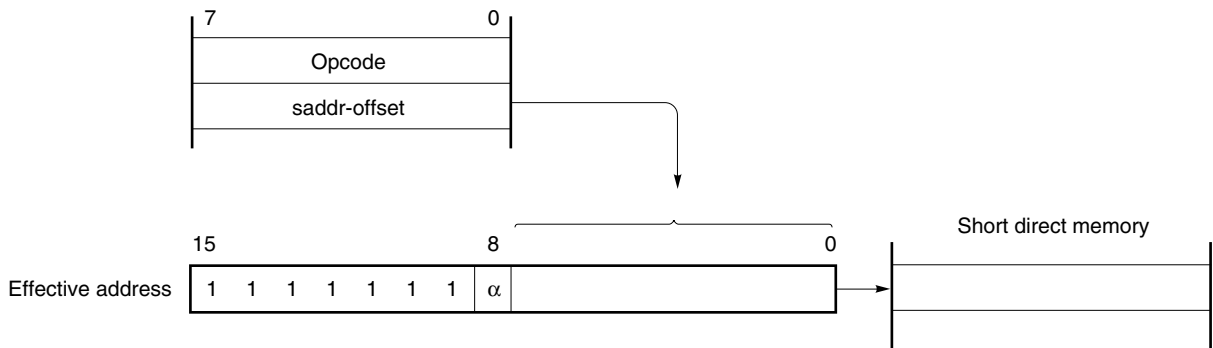 7 0
Opcode
saddr-offset
15 8 0
Short direct memory
Effective address 1 1 1 1 1 1 1 α